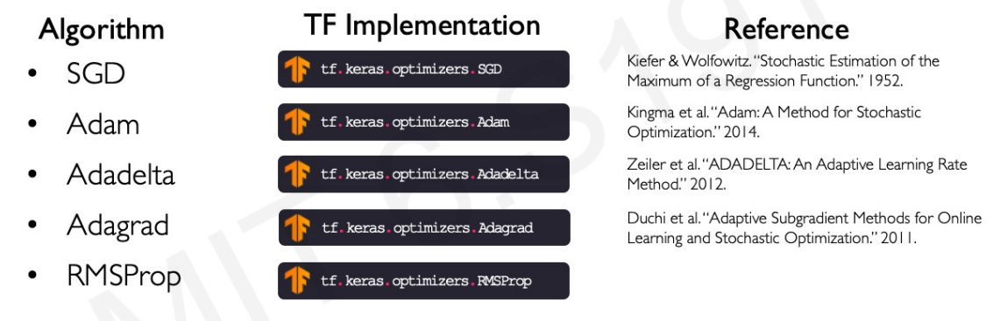 Algorithm TF Implementation Reference
• SGD
tf.keras.optimizers.SGD
Kiefer & Wolfowitz. “Stochastic Estimation of the
Maximum of a Regression Function.” 1952.
• Adam
tf.keras.optimizers.Adam
Kingma et al. “Adam: A Method for Stochastic
Optimization.” 2014.
• Adadelta
tf.keras.optimizers.Adadelta
Zeiler et al. “ADADELTA: An Adaptive Learning Rate
Method.” 2012.
• Adagrad
tf.keras.optimizers.Adagrad
Duchi et al. “Adaptive Subgradient Methods for Online
Learning and Stochastic Optimization.” 2011.
• RMSProp
tf.keras.optimizers.RMSProp
MIT 6.S19